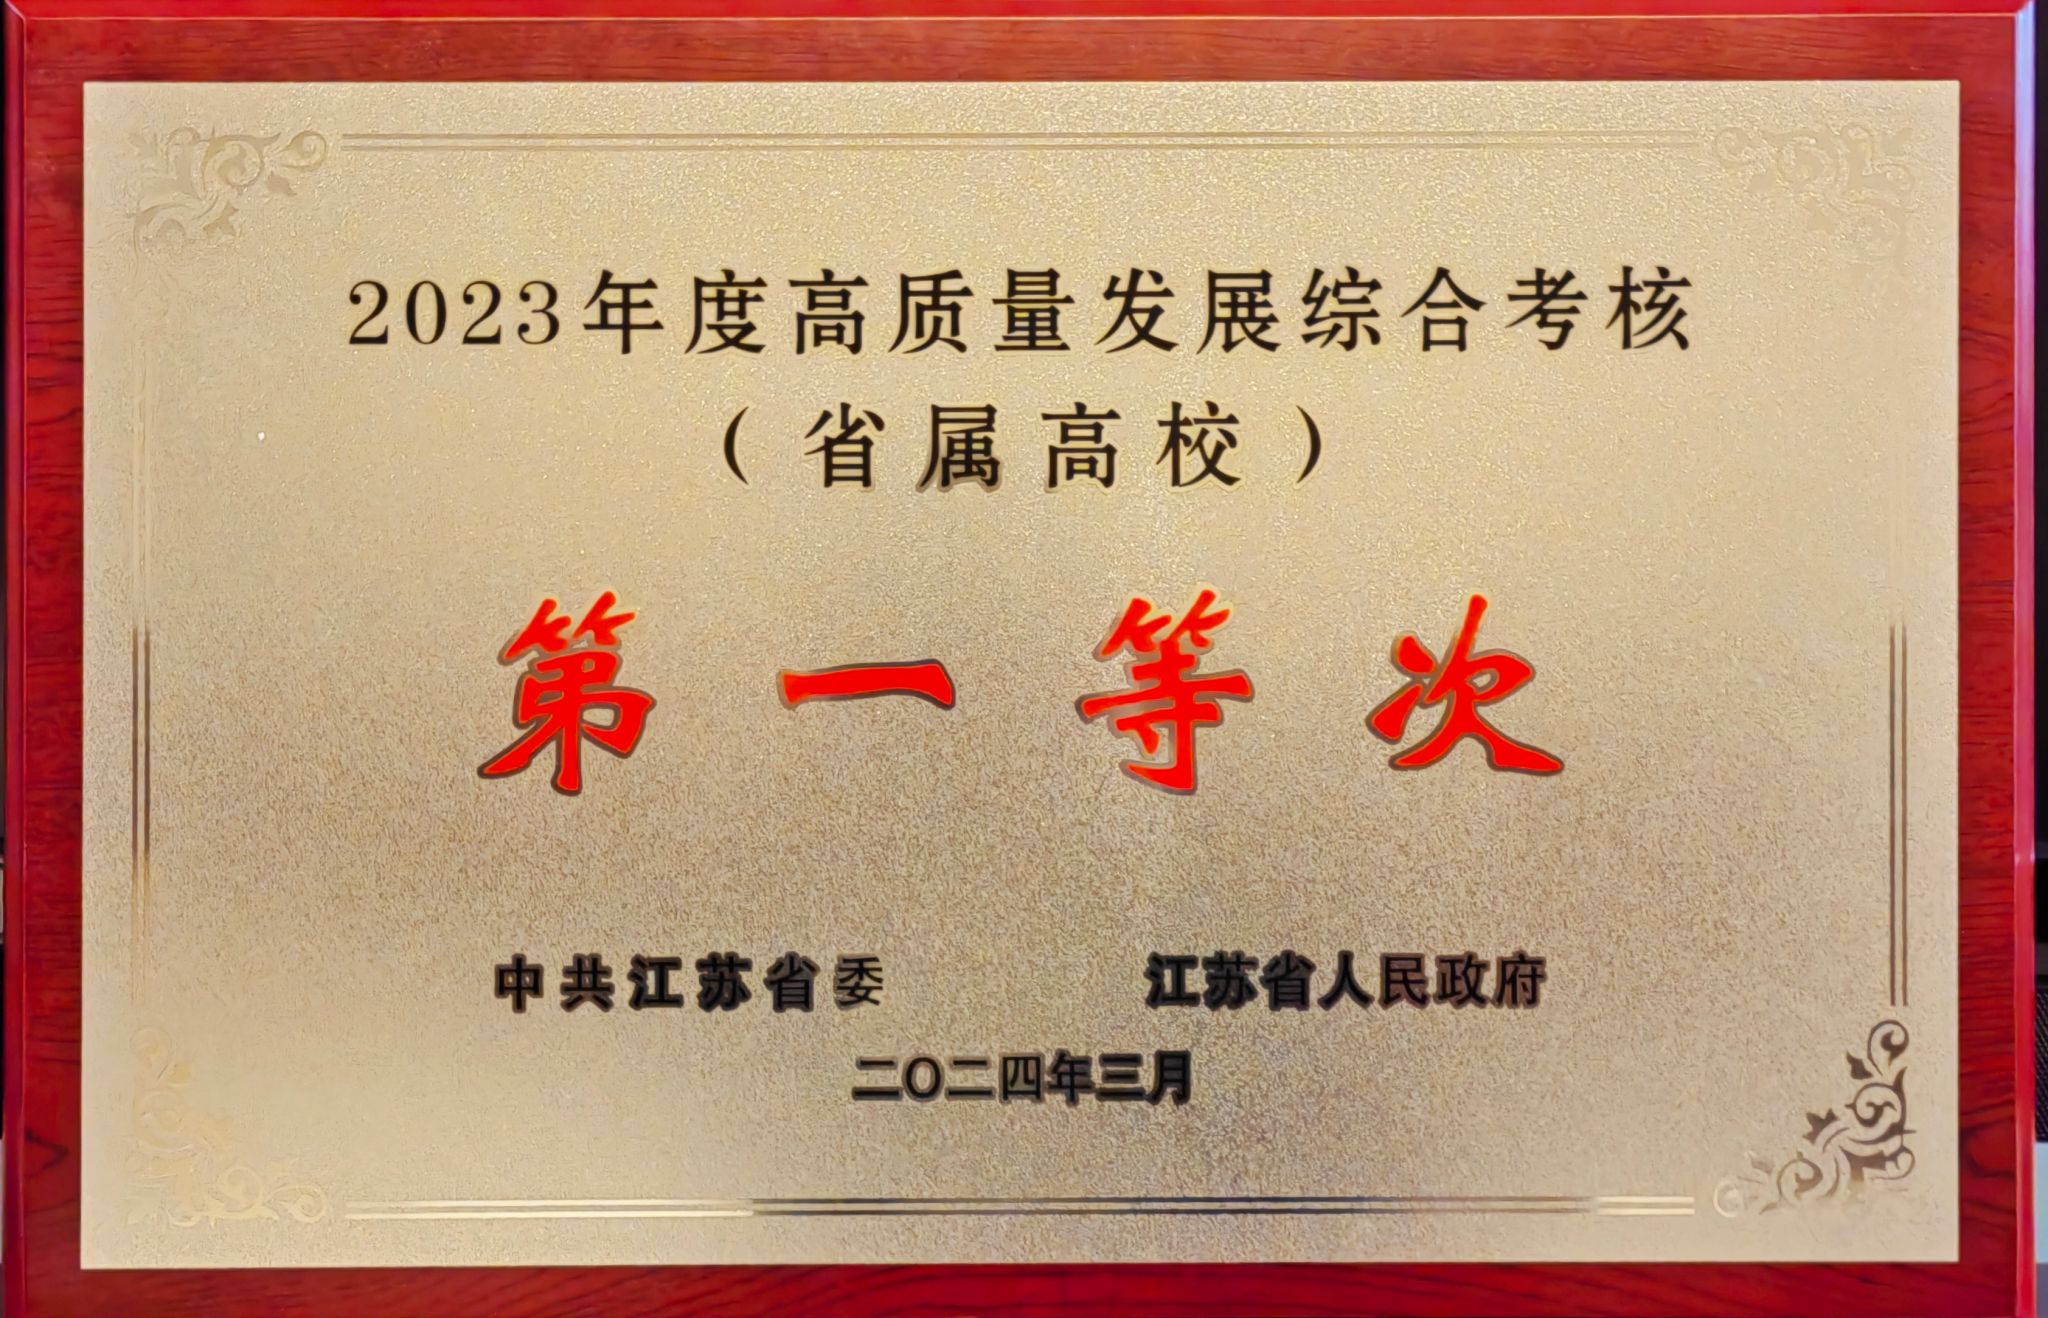 2023年度高质量发展综合考核
（省属高校）
第一等次
中共江苏省委 江苏省人民政府
二〇二四年三月